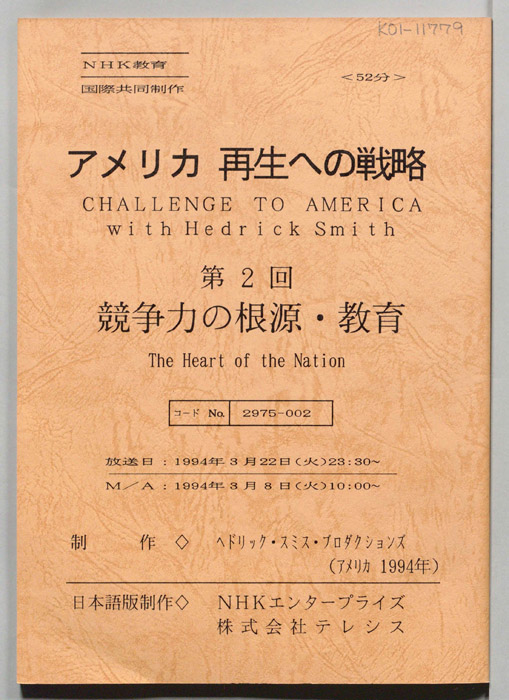 K01-11779
NHK教育
国際共同制作
<52分>
アメリカ 再生への戦略
CHALLENGE TO AMERICA
with Hedrick Smith
第2回
競争力の根源・教育
The Heart of the Nation
コード No. 2975-002
放送日:1994年3月22日(火)23:30~
M/A:1994年3月8日(火)10:00~
制作◇ ヘドリック・スミス・プロダクションズ
(アメリカ 1994年)
日本語版制作◇ NHKエンタープライズ
株式会社テレシス